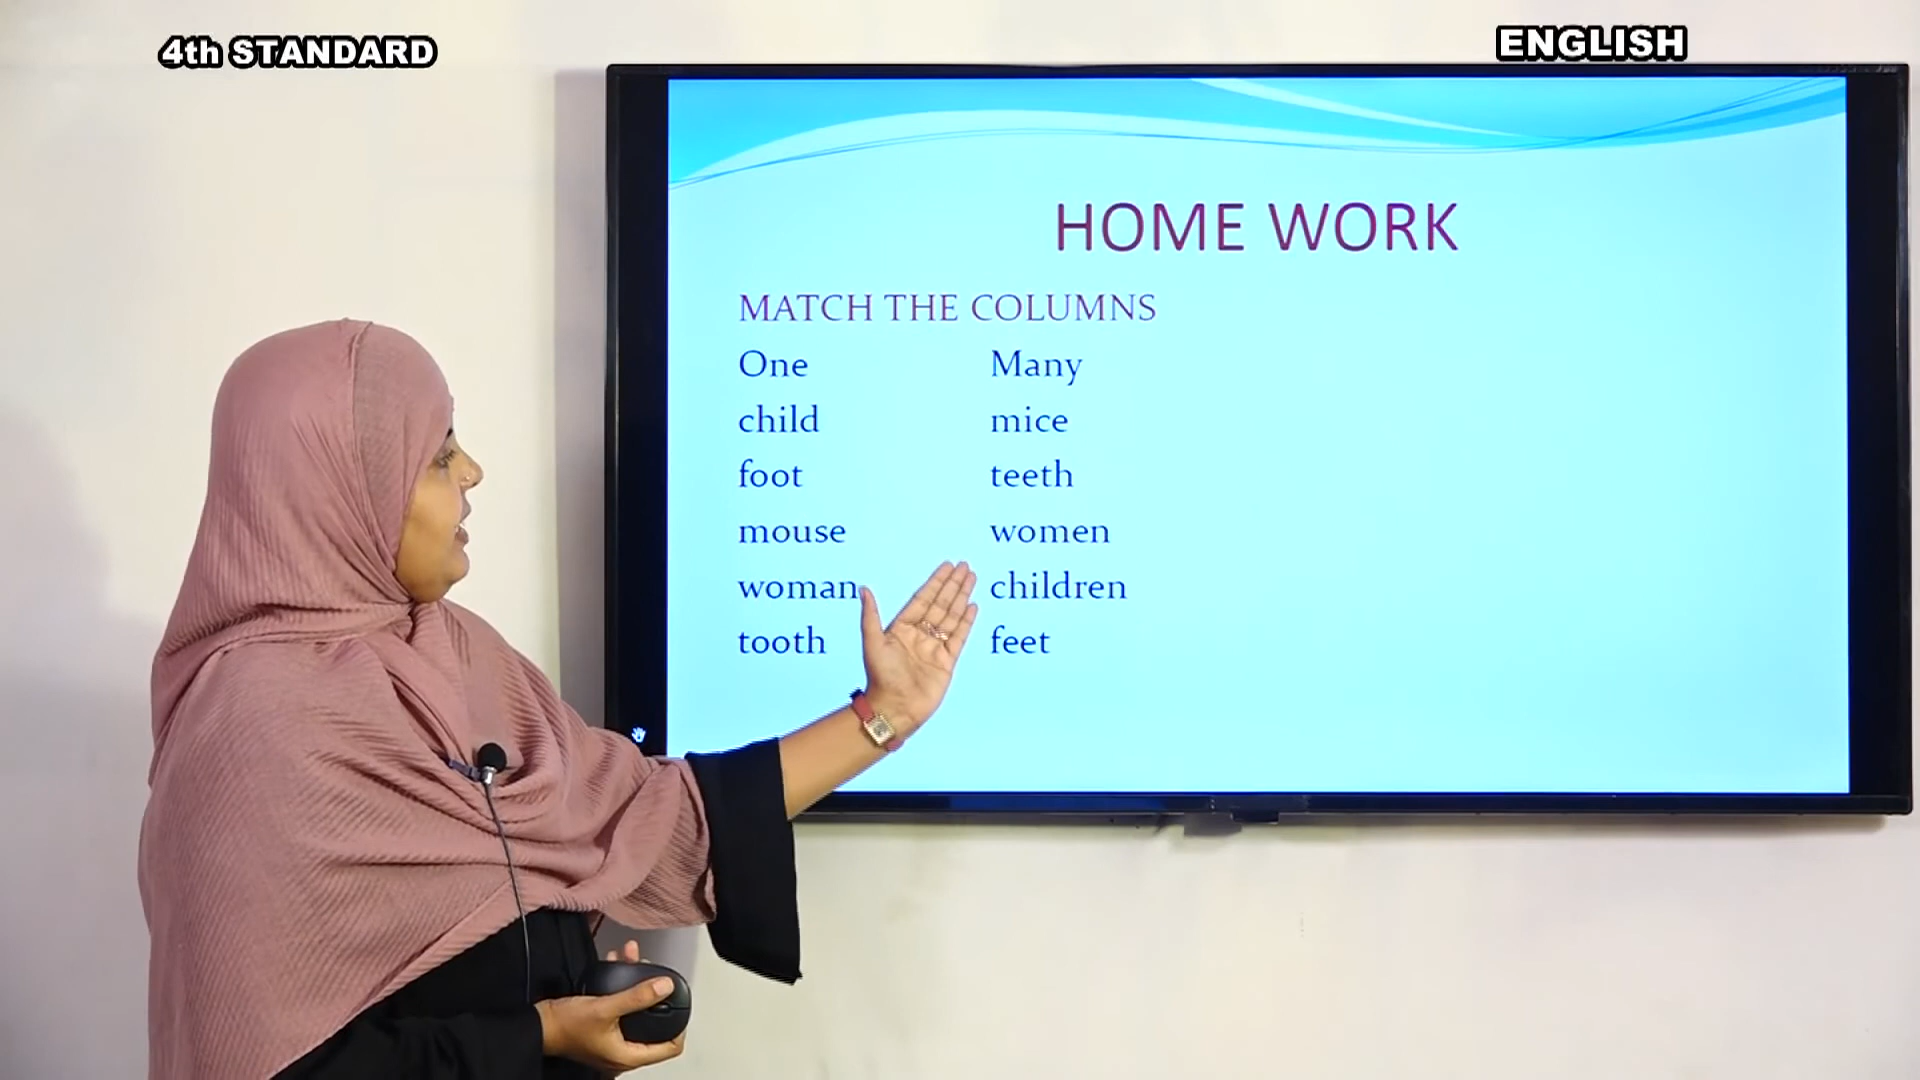 4th STANDARD
ENGLISH
HOME WORK
MATCH THE COLUMNS
One Many
child mice
foot teeth
mouse women
woman children
tooth feet